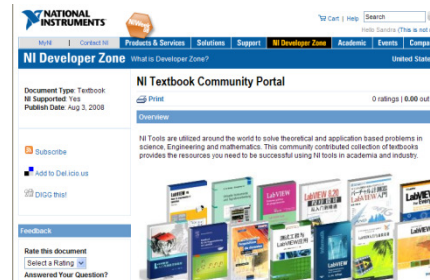 NATIONAL INSTRUMENTS
Cart | Help Search
Hello Sandra (This is not
MyNI | Contact NI Products & Services Solutions Support NI Developer Zone Academic Events Compa
NI Developer Zone What is Developer Zone? United State
Document Type: Textbook
NI Supported: Yes
Publish Date: Aug 3, 2008
Subscribe
Add to Del.icio.us
DIGG this!
Feedback
Rate this document
Select a Rating
Answered Your Question?
NI Textbook Community Portal
Print 0 ratings | 0.00 out
Overview
NI Tools are utilized around the world to solve theoretical and application based problems in
science, Engineering and mathematics. This community contributed collection of textbooks
provides the resources you need to be successful using NI tools in academia and industry.
LabVIEW
LabVIEW 8.20
LabVIEW